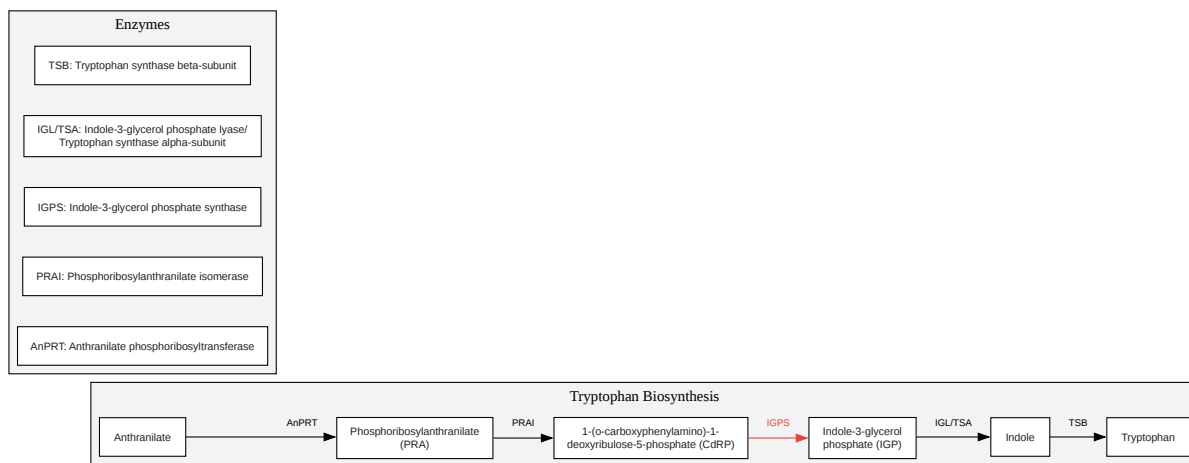 Enzymes
TSB: Tryptophan synthase beta-subunit
IGL/TSA: Indole-3-glycerol phosphate lyase/
Tryptophan synthase alpha-subunit
IGPS: Indole-3-glycerol phosphate synthase
PRAI: Phosphoribosylanthranilate isomerase
AnPRT: Anthranilate phosphoribosyltransferase
Tryptophan Biosynthesis
Anthranilate
AnPRT
Phosphoribosylanthranilate
(PRA)
PRAI
1-(o-carboxyphenylamino)-1-
deoxyribulose-5-phosphate (CdRP)
IGPS
Indole-3-glycerol
phosphate (IGP)
IGL/TSA
Indole
TSB
Tryptophan